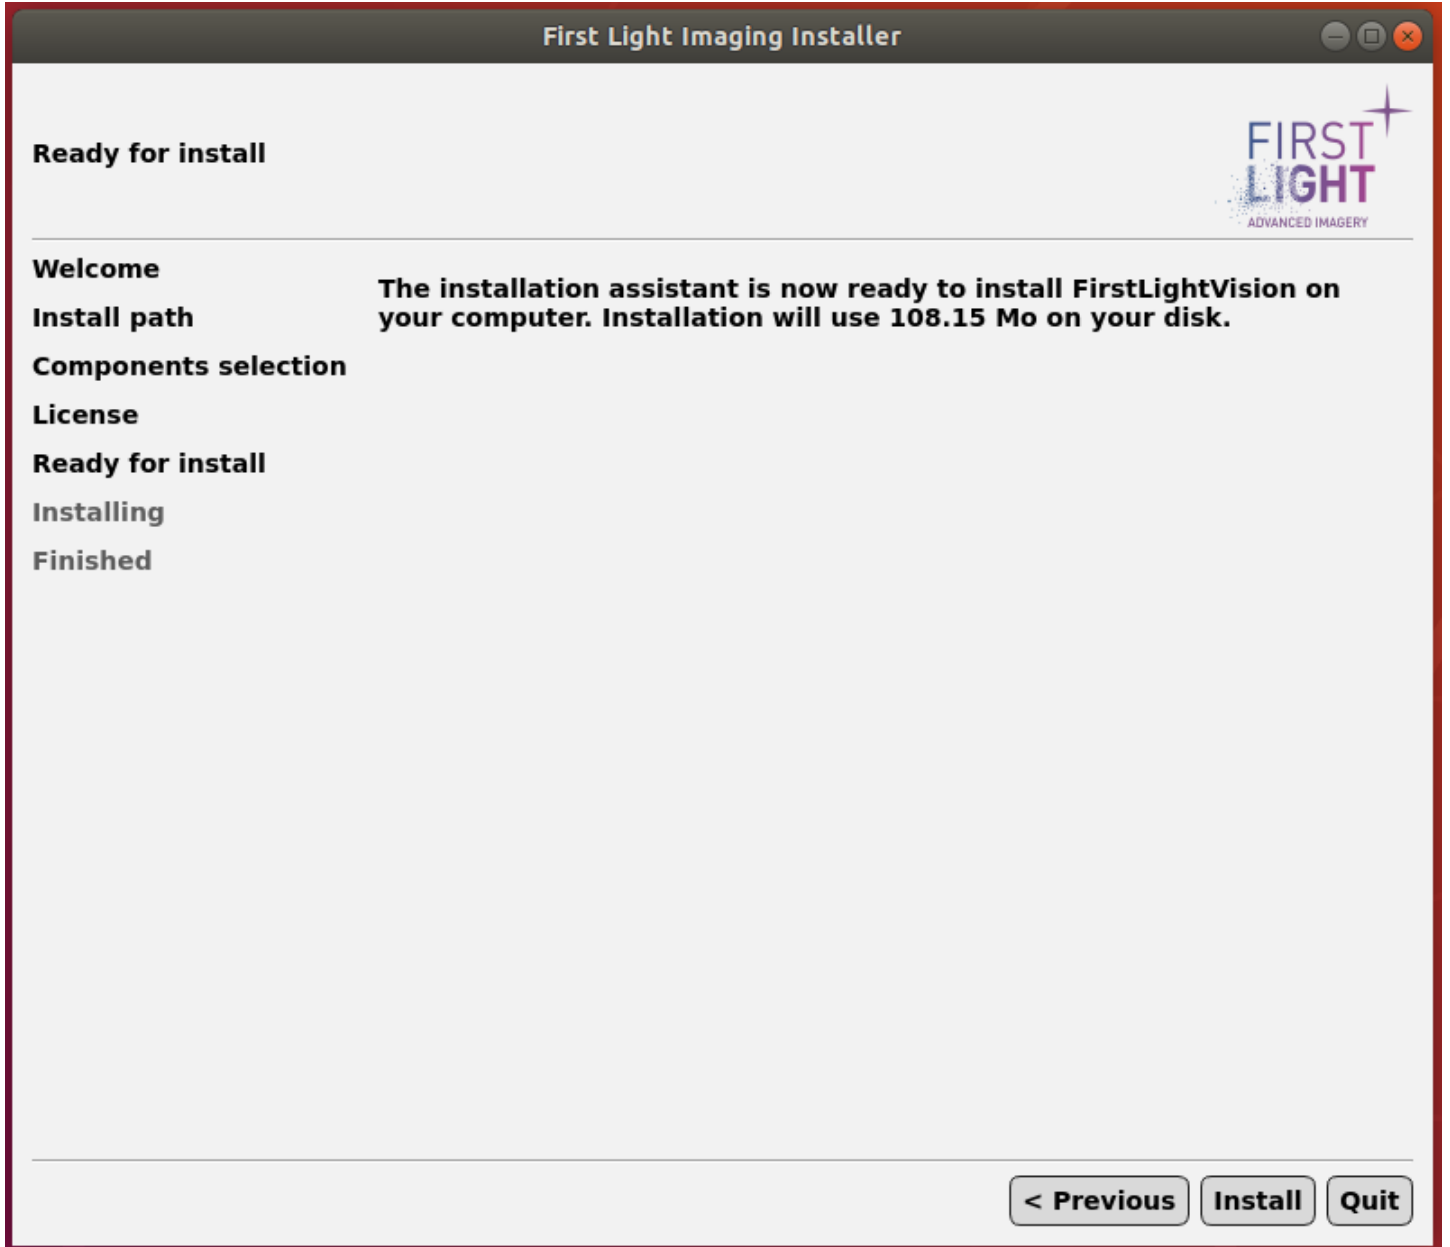 First Light Imaging Installer
Ready for install
FIRST
LIGHT
ADVANCED IMAGERY
Welcome
Install path
Components selection
License
Ready for install
Installing
Finished
The installation assistant is now ready to install FirstLightVision on
your computer. Installation will use 108.15 Mo on your disk.
< Previous
Install
Quit